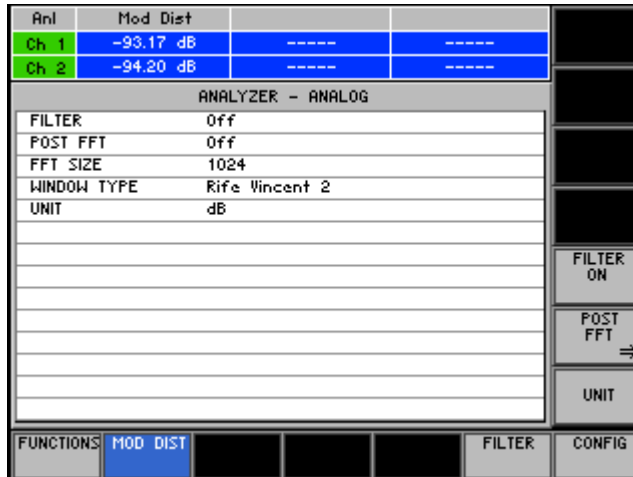 Anl Mod Dist
Ch 1 -93.17 dB ----- -----
Ch 2 -94.20 dB ----- -----
ANALYZER - ANALOG
FILTER Off
POST FFT Off
FFT SIZE 1024
WINDOW TYPE Rife Vincent 2
UNIT dB
FILTER
ON
POST
FFT
⇒
UNIT
FUNCTIONS MOD DIST FILTER CONFIG